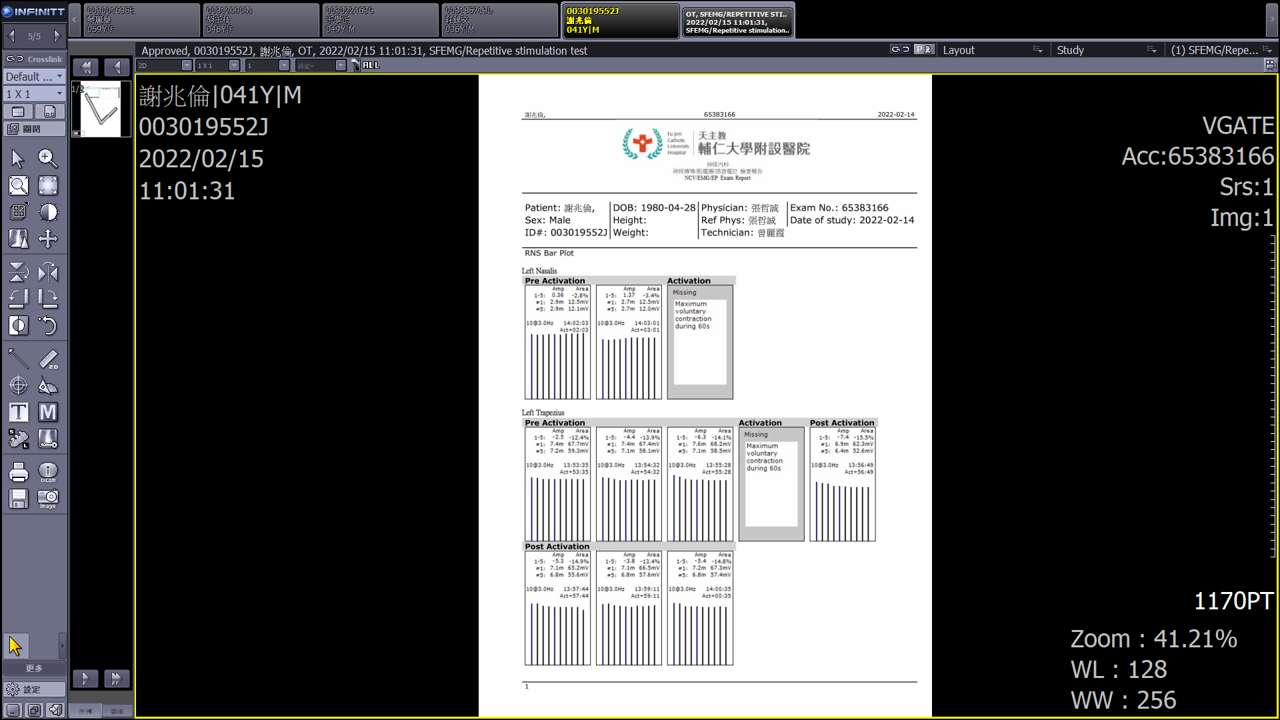 INFINITT
5/5
Crosslink
Default ...
1 X 1
更多
設定
003019552J
謝兆倫
041Y|M
OT, SFEMG/REPETITIVE STI..
2022/02/15 11:01:31,
SFEMG/Repetitive stimulation..
Approved, 003019552J, 謝兆倫, OT, 2022/02/15 11:01:31, SFEMG/Repetitive stimulation test
Layout
Study
(1) SFEMG/Repe...
2D
1X1
1
ALL
謝兆倫|041Y|M
003019552J
2022/02/15
11:01:31
VGATE
Acc:65383166
Srs:1
Img:1
謝兆倫, 65383166 2022-02-14
Fu Jen
Catholic
University
Hospital
天主教
輔仁大學附設醫院
神經內科
NCV/EMG/EP Exam Report
Patient: 謝兆倫, DOB: 1980-04-28 Physician: 張哲誠 Exam No.: 65383166
Sex: Male Height: Ref Phys: 張哲誠 Date of study: 2022-02-14
ID#: 003019552J Weight: Technician: 曾麗霞
RNS Bar Plot
Left Nasalis
Pre Activation Activation
Amp Area
1-5: 0.36 -2.8%
#1: 2.9m 12.5mV
#5: 2.9m 12.1mV
10@3.0Hz 14:02:03
Act+02:03
Amp Area
1-5: 1.37 -3.4%
#1: 2.7m 12.5mV
#5: 2.7m 12.0mV
10@3.0Hz 14:03:01
Act+03:01
Missing
Maximum
voluntary
contraction
during 60s
Left Trapezius
Pre Activation Activation Post Activation
Amp Area
1-5: -2.5 -12.4%
#1: 7.4m 67.7mV
#5: 7.2m 59.3mV
10@3.0Hz 13:53:35
Act+53:35
Amp Area
1-5: -4.4 -13.9%
#1: 7.4m 67.4mV
#5: 7.1m 58.1mV
10@3.0Hz 13:54:32
Act+54:32
Amp Area
1-5: -6.3 -14.1%
#1: 7.6m 68.2mV
#5: 7.1m 58.5mV
10@3.0Hz 13:55:28
Act+55:28
Missing
Maximum
voluntary
contraction
during 60s
Amp Area
1-5: -7.4 -15.5%
#1: 6.9m 62.3mV
#5: 6.4m 52.6mV
10@3.0Hz 13:56:49
Act+56:49
Post Activation
Amp Area
1-5: -5.3 -14.9%
#1: 7.1m 65.2mV
#5: 6.8m 55.6mV
10@3.0Hz 13:57:44
Act+57:44
Amp Area
1-5: -3.8 -13.4%
#1: 7.1m 66.5mV
#5: 6.8m 57.6mV
10@3.0Hz 13:59:11
Act+59:11
Amp Area
1-5: -5.4 -14.8%
#1: 7.2m 67.3mV
#5: 6.8m 57.4mV
10@3.0Hz 14:00:35
Act+00:35
1
1170PT
Zoom : 41.21%
WL : 128
WW : 256